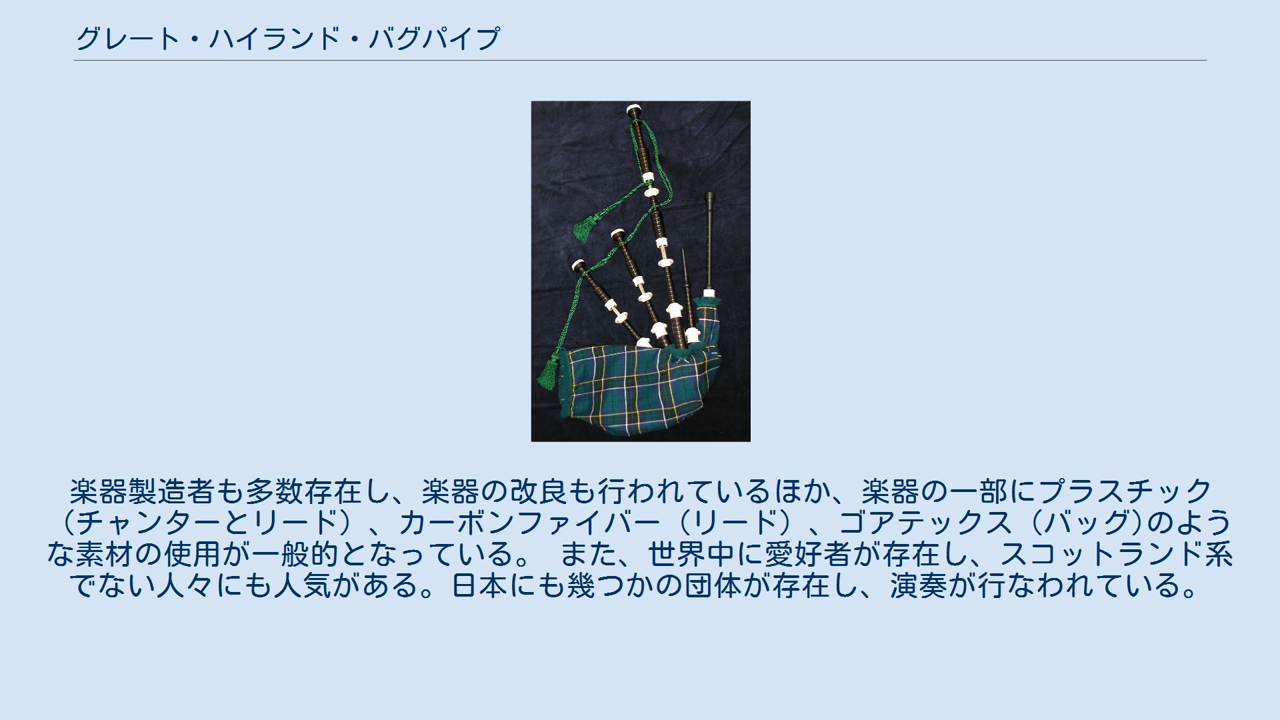 グレート・ハイランド・バグパイプ
楽器製造者も多数存在し、楽器の改良も行われているほか、楽器の一部にプラスチック
（チャンターとリード）、カーボンファイバー（リード）、ゴアテックス（バッグ)のよう
な素材の使用が一般的となっている。 また、世界中に愛好者が存在し、スコットランド系
でない人々にも人気がある。日本にも幾つかの団体が存在し、演奏が行なわれている。